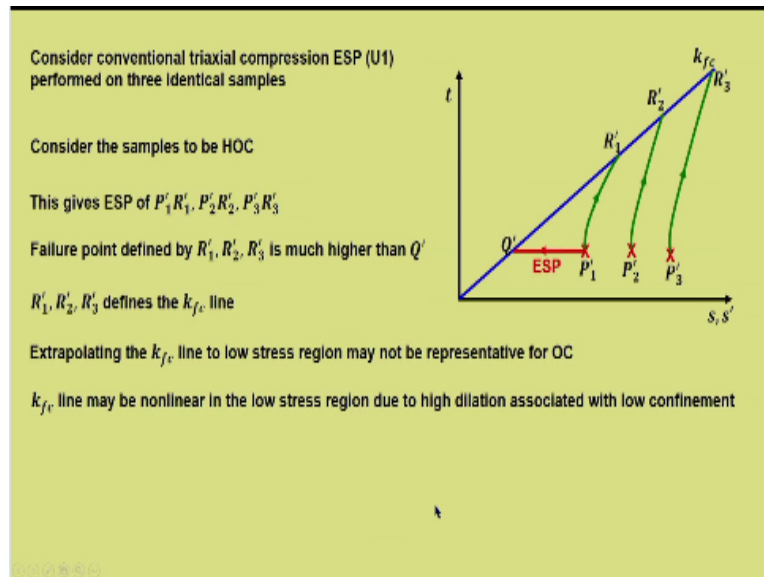 Consider conventional triaxial compression ESP (U1)
performed on three identical samples
Consider the samples to be HOC
This gives ESP of P′₁R′₁, P′₂R′₂, P′₃R′₃
Failure point defined by R′₁, R′₂, R′₃ is much higher than Q′
R′₁, R′₂, R′₃ defines the k_fc line
Extrapolating the k_fc line to low stress region may not be representative for OC
k_fc line may be nonlinear in the low stress region due to high dilation associated with low confinement
k_fc
R′₃
t
R′₂
R′₁
Q′
ESP
P′₁
P′₂
P′₃
s, s′